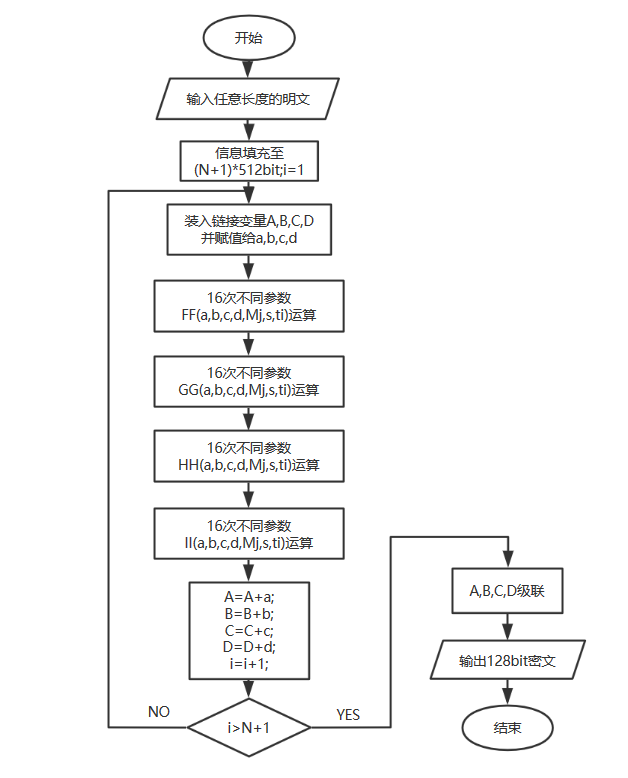 开始
输入任意长度的明文
信息填充至
(N+1)*512bit;i=1
装入链接变量A,B,C,D
并赋值给a,b,c,d
16次不同参数
FF(a,b,c,d,Mj,s,ti)运算
16次不同参数
GG(a,b,c,d,Mj,s,ti)运算
16次不同参数
HH(a,b,c,d,Mj,s,ti)运算
16次不同参数
II(a,b,c,d,Mj,s,ti)运算
A=A+a;
B=B+b;
C=C+c;
D=D+d;
i=i+1;
NO
i>N+1
YES
A,B,C,D级联
输出128bit密文
结束